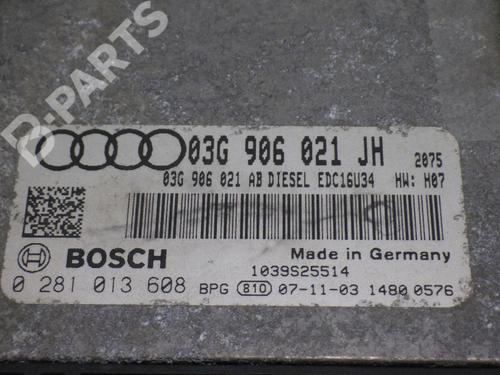 B-PARTS
03G 906 021 JH 2075
03G 906 021 AB DIESEL EDC16U34 HW: H07
BOSCH Made in Germany
1039S25514
0 281 013 608 BPG 810 07-11-03 1480 0576